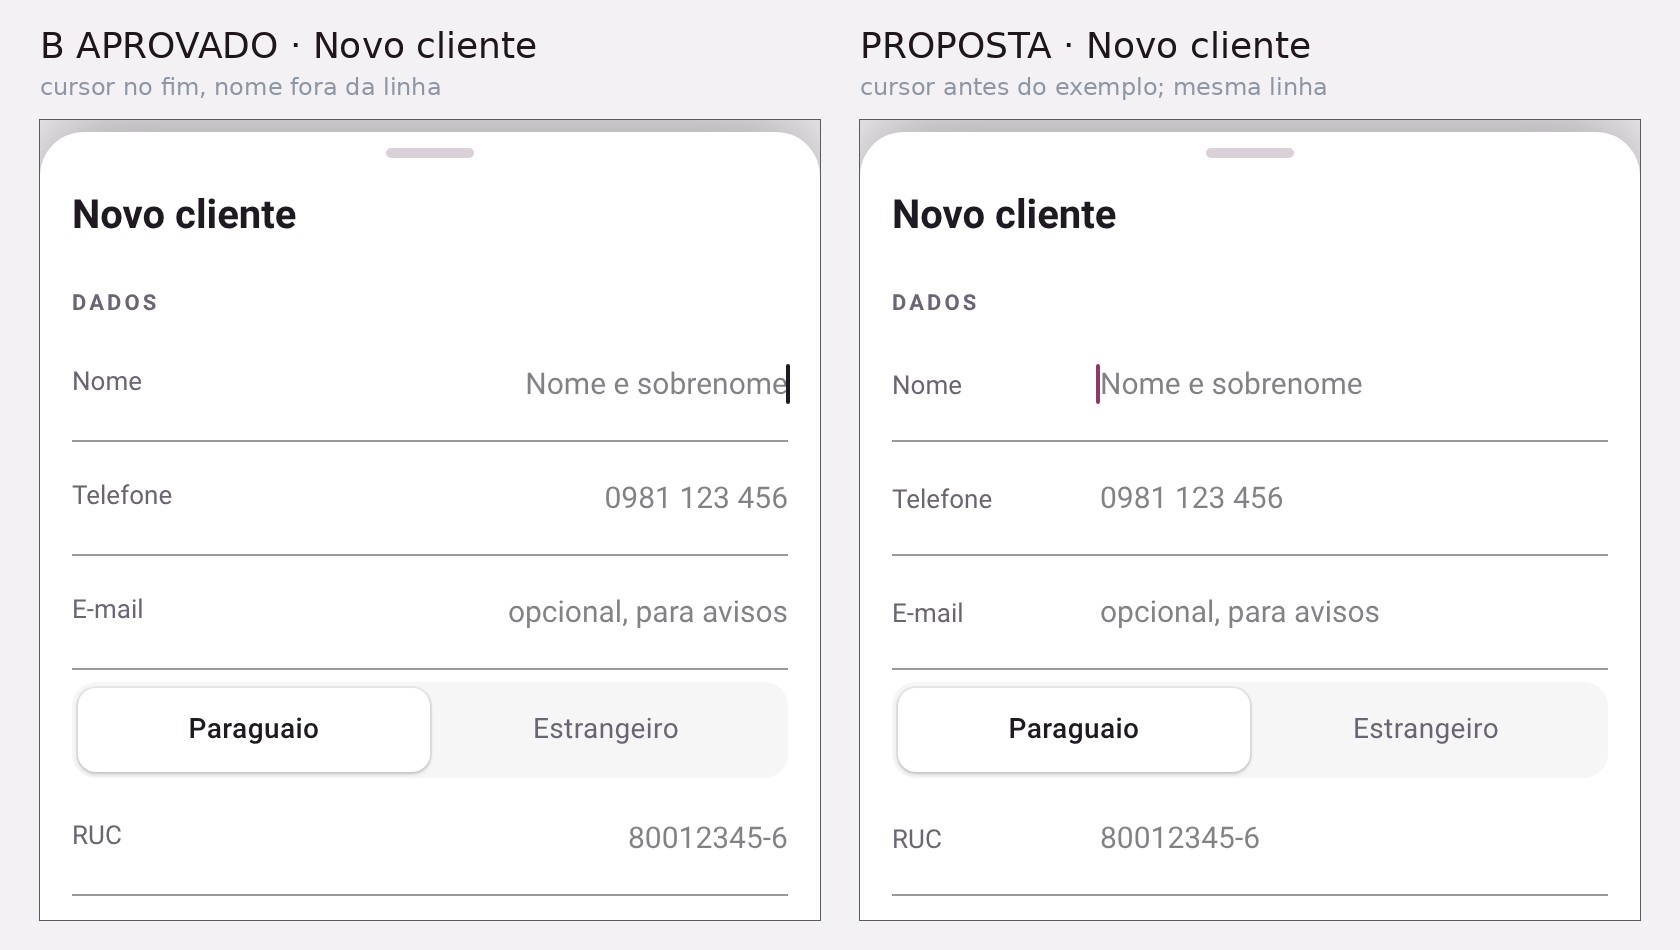 B APROVADO · Novo cliente
cursor no fim, nome fora da linha
Novo cliente
DADOS
Nome Nome e sobrenome
Telefone 0981 123 456
E-mail opcional, para avisos
Paraguaio Estrangeiro
RUC 80012345-6
PROPOSTA · Novo cliente
cursor antes do exemplo; mesma linha
Novo cliente
DADOS
Nome Nome e sobrenome
Telefone 0981 123 456
E-mail opcional, para avisos
Paraguaio Estrangeiro
RUC 80012345-6